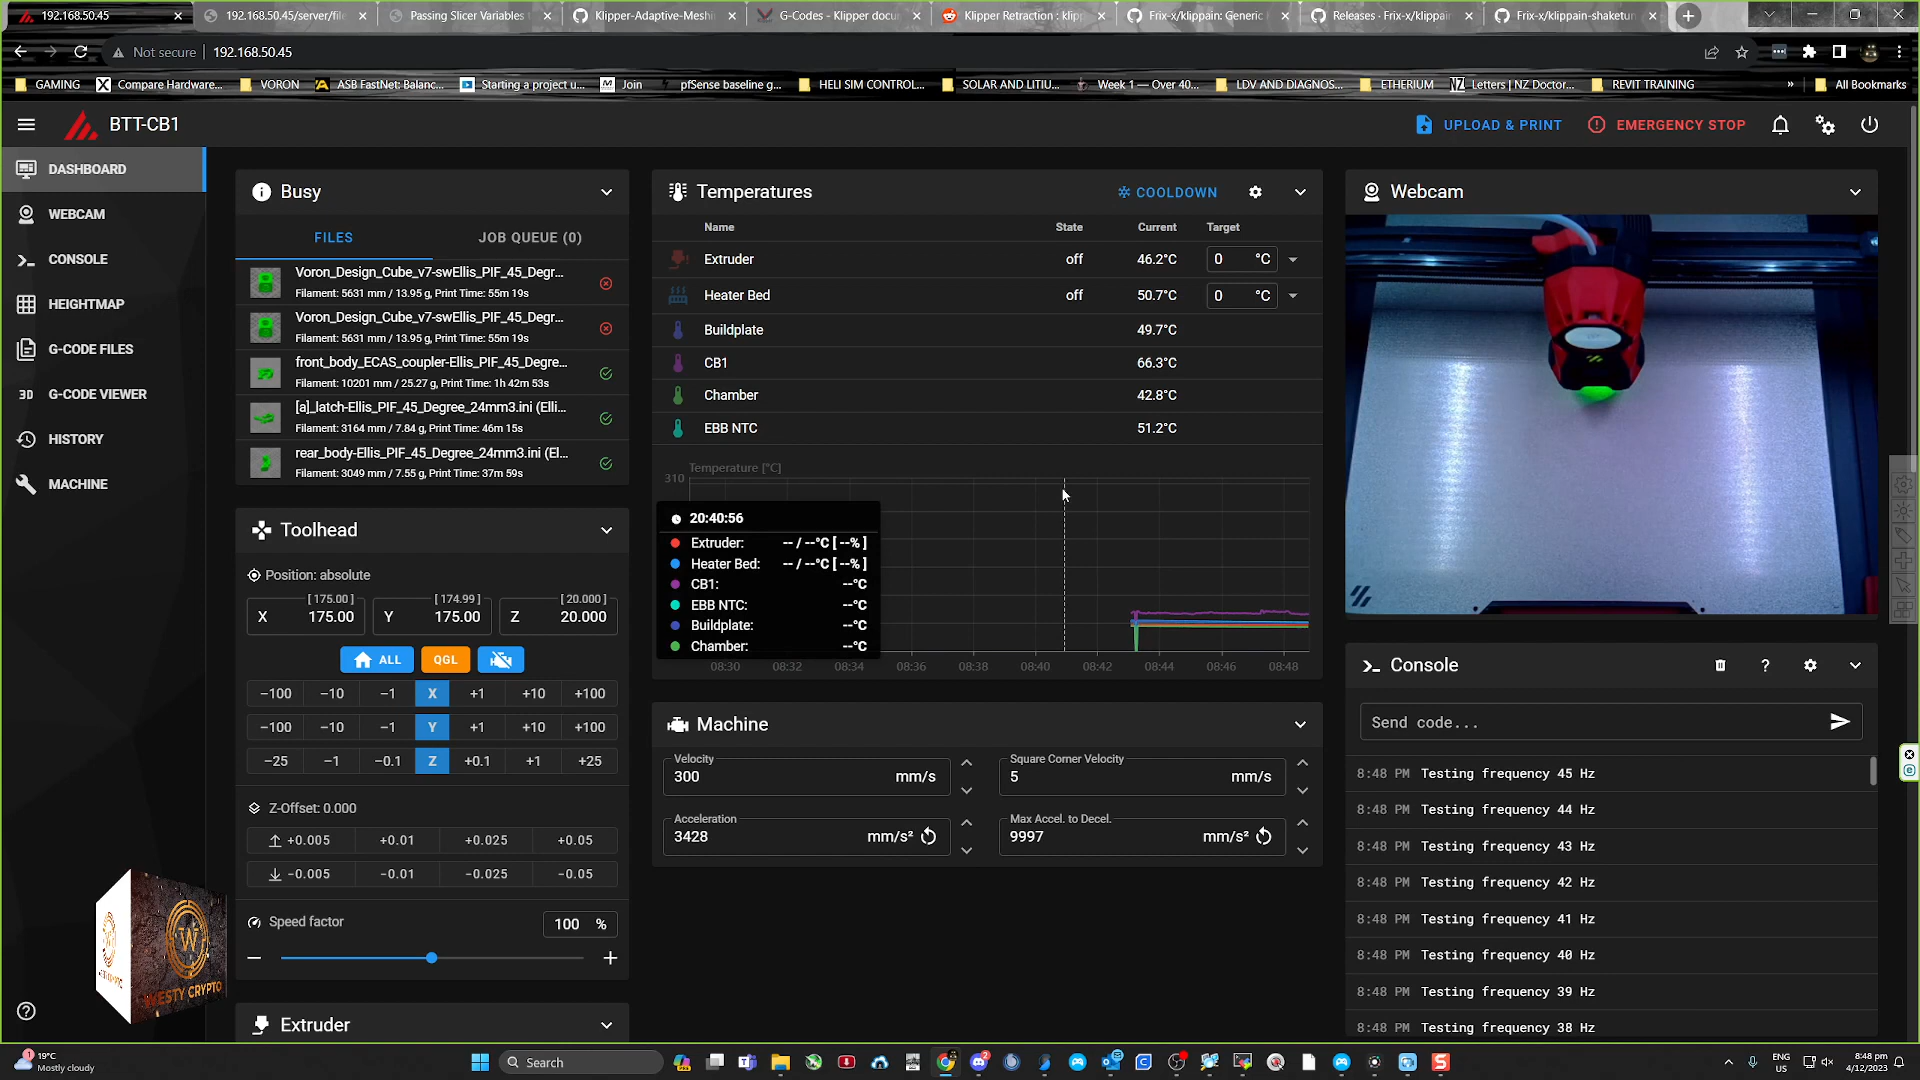 192.168.50.45
192.168.50.45/server/file
Passing Slicer Variables
Klipper-Adaptive-Meshi
G-Codes - Klipper docu
Klipper Retraction : klipp
Frix-x/klippain: Generic
Releases · Frix-x/klippain
Frix-x/klippain-shaketun
Not secure
192.168.50.45
GAMING
Compare Hardware...
VORON
ASB FastNet: Balanc...
Starting a project u...
Join
pfSense baseline g...
HELI SIM CONTROL...
SOLAR AND LITIU...
Week 1 — Over 40...
LDV AND DIAGNOS...
ETHERIUM
Letters | NZ Doctor...
REVIT TRAINING
»
All Bookmarks
BTT-CB1
UPLOAD & PRINT
EMERGENCY STOP
DASHBOARD
WEBCAM
CONSOLE
HEIGHTMAP
G-CODE FILES
3D G-CODE VIEWER
HISTORY
MACHINE
Busy
FILES
JOB QUEUE (0)
Voron_Design_Cube_v7-swEllis_PIF_45_Degr...
Filament: 5631 mm / 13.95 g, Print Time: 55m 19s
Voron_Design_Cube_v7-swEllis_PIF_45_Degr...
Filament: 5631 mm / 13.95 g, Print Time: 55m 19s
front_body_ECAS_coupler-Ellis_PIF_45_Degre...
Filament: 10201 mm / 25.27 g, Print Time: 1h 42m 53s
[a]_latch-Ellis_PIF_45_Degree_24mm3.ini (Elli...
Filament: 3164 mm / 7.84 g, Print Time: 46m 15s
rear_body-Ellis_PIF_45_Degree_24mm3.ini (El...
Filament: 3049 mm / 7.55 g, Print Time: 37m 59s
Toolhead
Position: absolute
[ 175.00 ]
X 175.00
[ 174.99 ]
Y 175.00
[ 20.000 ]
Z 20.000
ALL
QGL
−100 −10 −1 X +1 +10 +100
−100 −10 −1 Y +1 +10 +100
−25 −1 −0.1 Z +0.1 +1 +25
Z-Offset: 0.000
+0.005 +0.01 +0.025 +0.05
-0.005 -0.01 -0.025 -0.05
Speed factor
100 %
Extruder
Temperatures
COOLDOWN
Name State Current Target
Extruder off 46.2°C 0 °C
Heater Bed off 50.7°C 0 °C
Buildplate 49.7°C
CB1 66.3°C
Chamber 42.8°C
EBB NTC 51.2°C
Temperature [°C]
310
20:40:56
Extruder: -- / --°C [ --% ]
Heater Bed: -- / --°C [ --% ]
CB1: --°C
EBB NTC: --°C
Buildplate: --°C
Chamber: --°C
08:30 08:32 08:34 08:36 08:38 08:40 08:42 08:44 08:46 08:48
Machine
Velocity
300 mm/s
Square Corner Velocity
5 mm/s
Acceleration
3428 mm/s²
Max Accel. to Decel.
9997 mm/s²
Webcam
Console
Send code...
8:48 PM Testing frequency 45 Hz
8:48 PM Testing frequency 44 Hz
8:48 PM Testing frequency 43 Hz
8:48 PM Testing frequency 42 Hz
8:48 PM Testing frequency 41 Hz
8:48 PM Testing frequency 40 Hz
8:48 PM Testing frequency 39 Hz
8:48 PM Testing frequency 38 Hz
WESTY CRYPTO
1
19°C
Mostly cloudy
Search
2
ENG
US
8:48 pm
4/12/2023